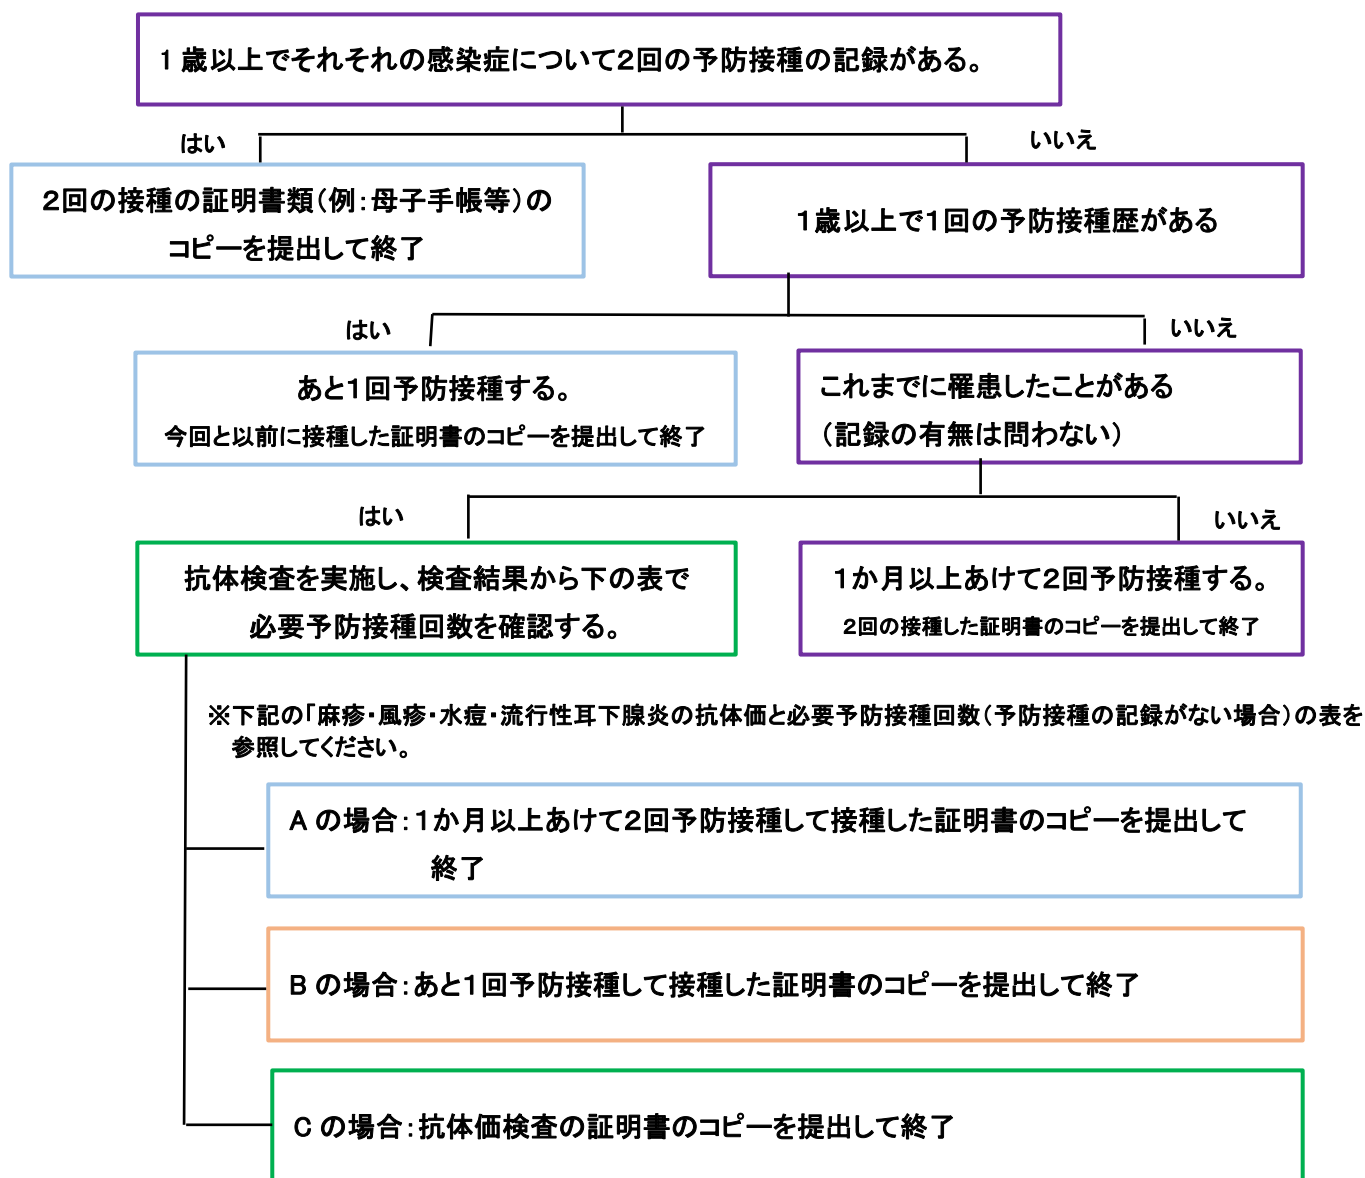 1 歳以上でそれそれの感染症について2回の予防接種の記録がある。
はい
いいえ
2回の接種の証明書類(例:母子手帳等)の
コピーを提出して終了
1歳以上で1回の予防接種歴がある
はい
いいえ
あと1回予防接種する。
今回と以前に接種した証明書のコピーを提出して終了
これまでに罹患したことがある
(記録の有無は問わない)
はい
いいえ
抗体検査を実施し、検査結果から下の表で
必要予防接種回数を確認する。
1か月以上あけて2回予防接種する。
2回の接種した証明書のコピーを提出して終了
※下記の「麻疹・風疹・水痘・流行性耳下腺炎の抗体価と必要予防接種回数(予防接種の記録がない場合)の表を
参照してください。
A の場合:1か月以上あけて2回予防接種して接種した証明書のコピーを提出して
終了
B の場合:あと1回予防接種して接種した証明書のコピーを提出して終了
C の場合:抗体価検査の証明書のコピーを提出して終了